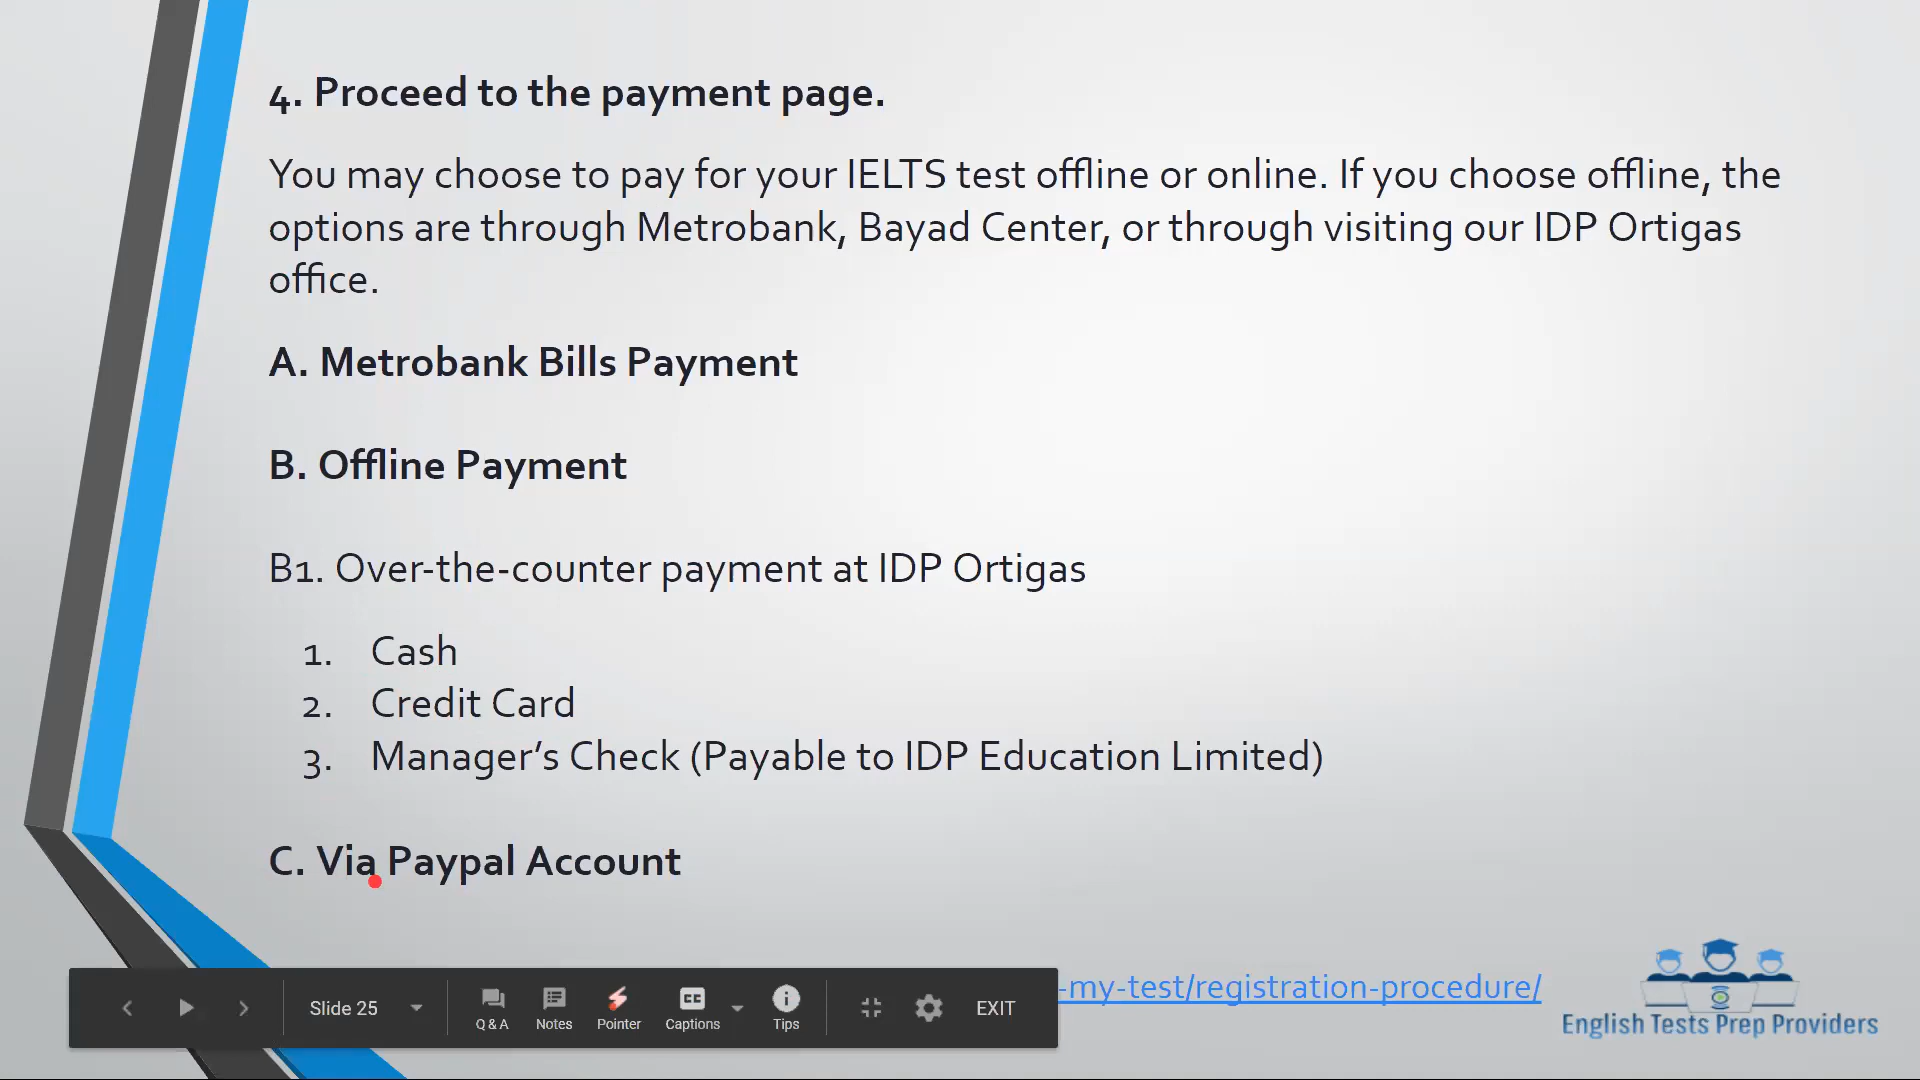 4. Proceed to the payment page.
You may choose to pay for your IELTS test offline or online. If you choose offline, the
options are through Metrobank, Bayad Center, or through visiting our IDP Ortigas
office.
A. Metrobank Bills Payment
B. Offline Payment
B1. Over-the-counter payment at IDP Ortigas
1. Cash
2. Credit Card
3. Manager’s Check (Payable to IDP Education Limited)
C. Via Paypal Account
-my-test/registration-procedure/
English Tests Prep Providers
Slide 25
Q & A
Notes
Pointer
CC
Captions
Tips
EXIT